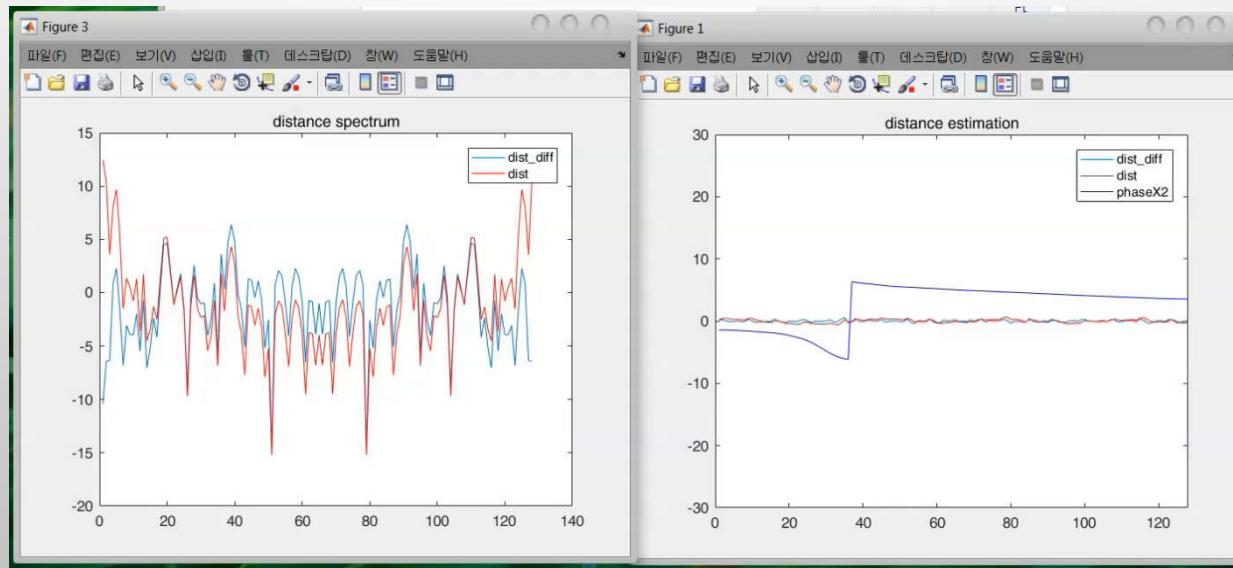 Figure 3
파일(F) 편집(E) 보기(V) 삽입(I) 툴(T) 데스크탑(D) 창(W) 도움말(H)
distance spectrum
dist_diff
dist
15
10
5
0
-5
-10
-15
-20
0 20 40 60 80 100 120 140
Figure 1
파일(F) 편집(E) 보기(V) 삽입(I) 툴(T) 데스크탑(D) 창(W) 도움말(H)
distance estimation
dist_diff
dist
phaseX2
30
20
10
0
-10
-20
-30
0 20 40 60 80 100 120